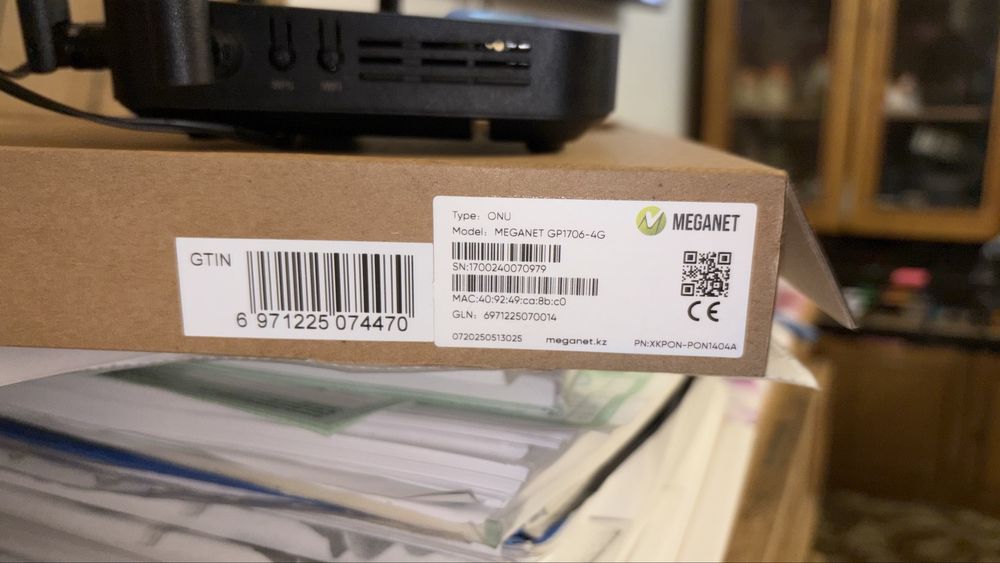 GTIN
6 971225 074470
Type: ONU
Model: MEGANET GP1706-4G
SN:1700240070979
MAC:40:92:49:ca:8b:c0
GLN: 6971225070014
0720250513025
meganet.kz
PN:XKPON-PON1404A
MEGANET
CE